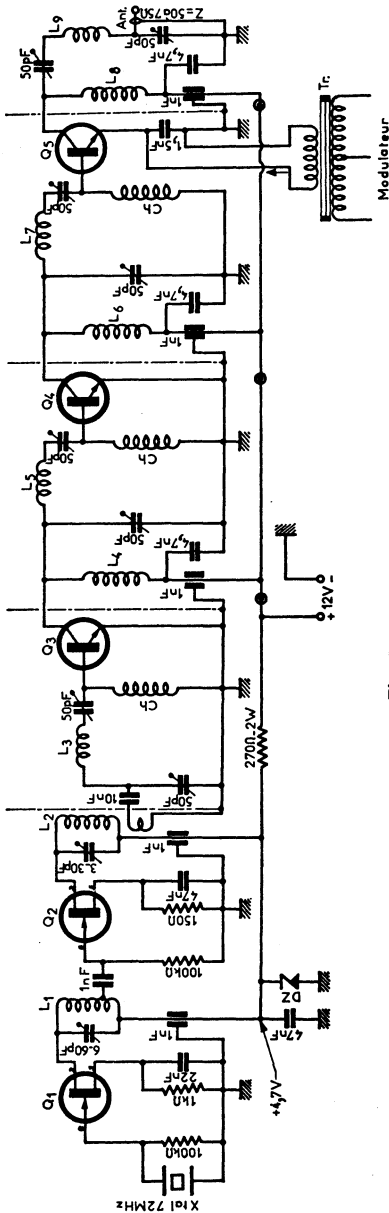 Xtal 72MHz
100kΩ
Q1
1kΩ
22nF
6-60pF
L1
1nF
1nF
+4,7V
47nF
DZ
100kΩ
Q2
150Ω
47nF
3-30pF
L2
1nF
270Ω-2W
10nF
50pF
L3
50pF
Ch
Q3
+12V-
1nF
4,7nF
L4
50pF
L5
50pF
Ch
Q4
1nF
4,7nF
L6
50pF
L7
50pF
Ch
Q5
1,5nF
1nF
4,7nF
L8
50pF
L9
50pF
Ant.
Z=50à75Ω
Tr.
Modulateur